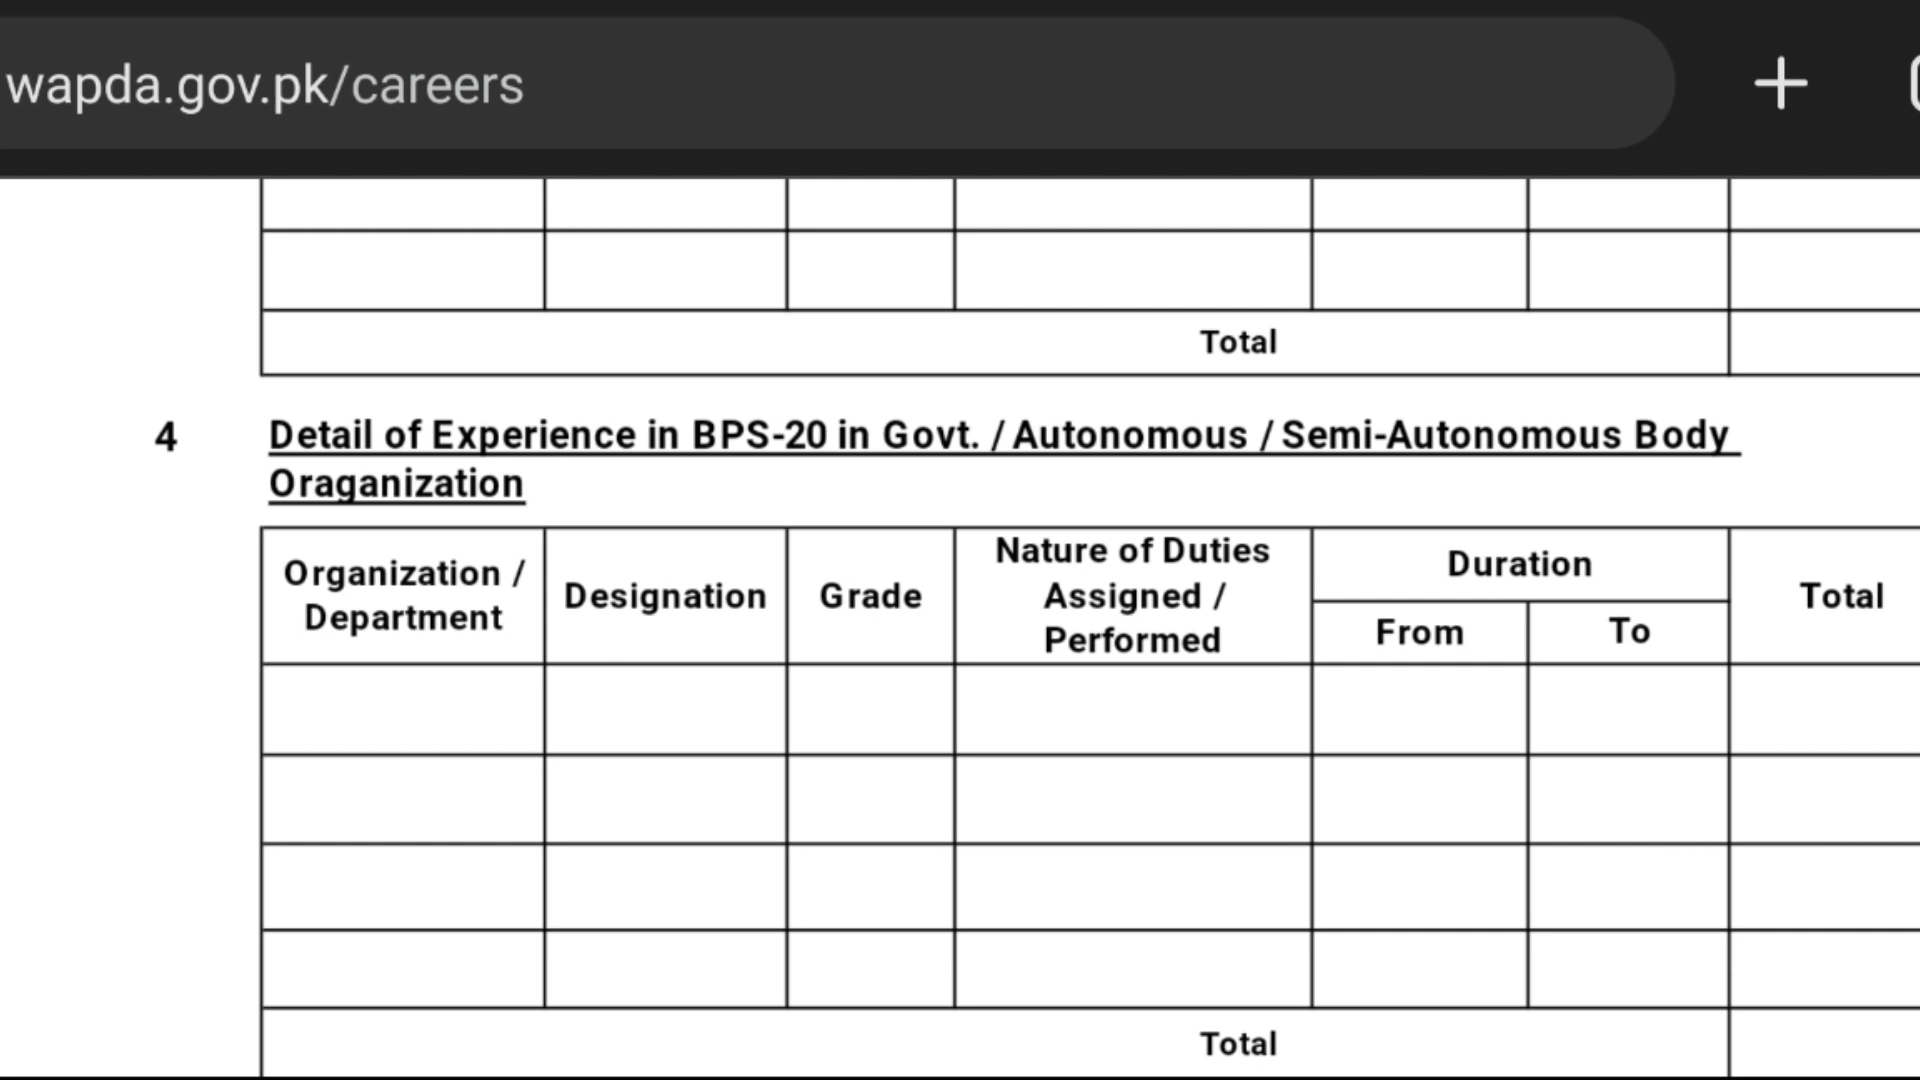 wapda.gov.pk/careers
Total
4 Detail of Experience in BPS-20 in Govt. / Autonomous / Semi-Autonomous Body
Oraganization
Organization / Department Designation Grade Nature of Duties Assigned / Performed Duration From To Total
Total